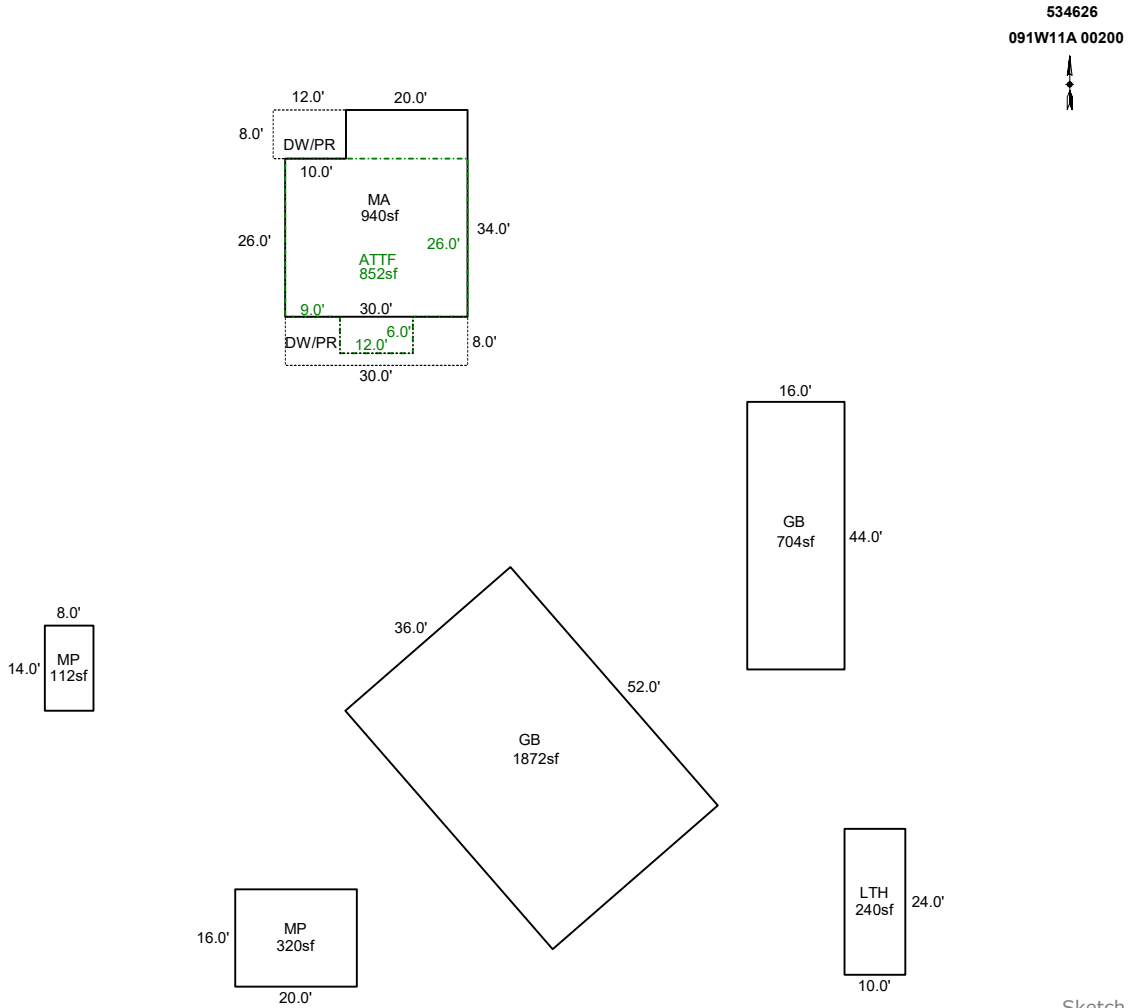 534626
091W11A 00200
12.0'
20.0'
8.0'
DW/PR
10.0'
MA
940sf
34.0'
26.0'
26.0'
ATTF
852sf
9.0'
30.0'
6.0'
DW/PR
12.0'
8.0'
30.0'
16.0'
GB
704sf
44.0'
8.0'
36.0'
14.0'
MP
112sf
52.0'
GB
1872sf
LTH
240sf
24.0'
16.0'
MP
320sf
10.0'
20.0'
Sketch